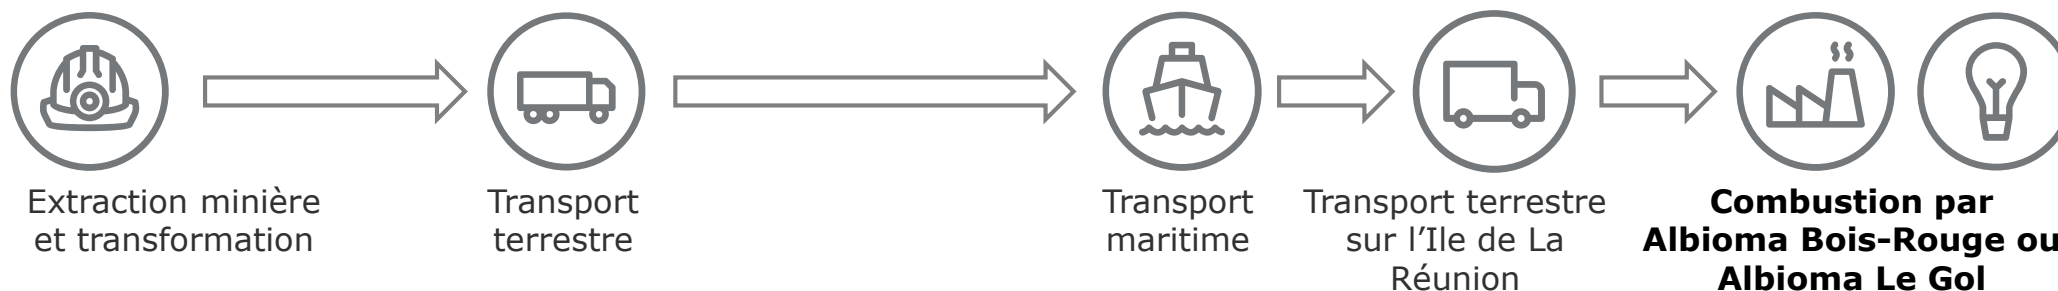 Extraction minière
et transformation
Transport
terrestre
Transport
maritime
Transport terrestre
sur l’Ile de La
Réunion
Combustion par
Albioma Bois-Rouge ou
Albioma Le Gol